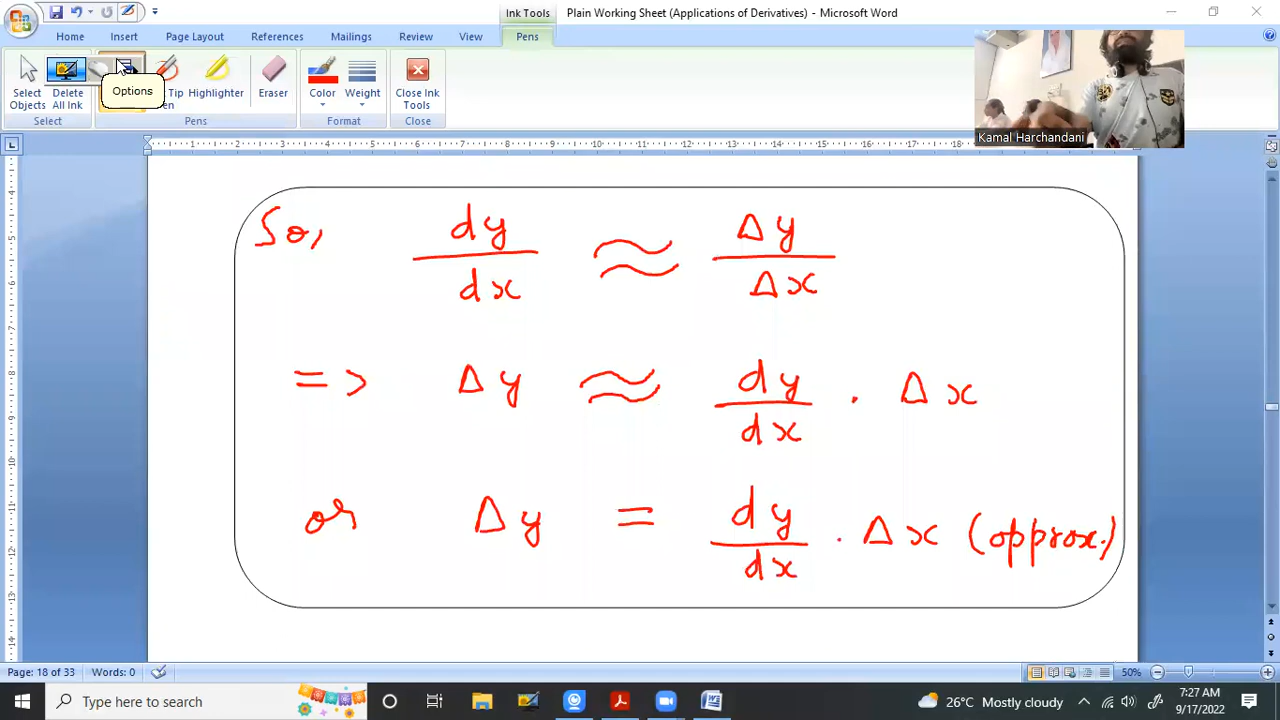 Ink Tools
Plain Working Sheet (Applications of Derivatives) - Microsoft Word
Home Insert Page Layout References Mailings Review View Pens
Select Objects
Delete All Ink
Options
Tip
Highlighter
Eraser
Color
Weight
Close Ink Tools
Select Pens Format Close
Kamal Harchandani
So, dy/dx ≈ Δy/Δx
=> Δy ≈ dy/dx . Δx
or Δy = dy/dx . Δx (approx.)
Page: 18 of 33 Words: 0
50%
Type here to search
26°C Mostly cloudy
7:27 AM
9/17/2022